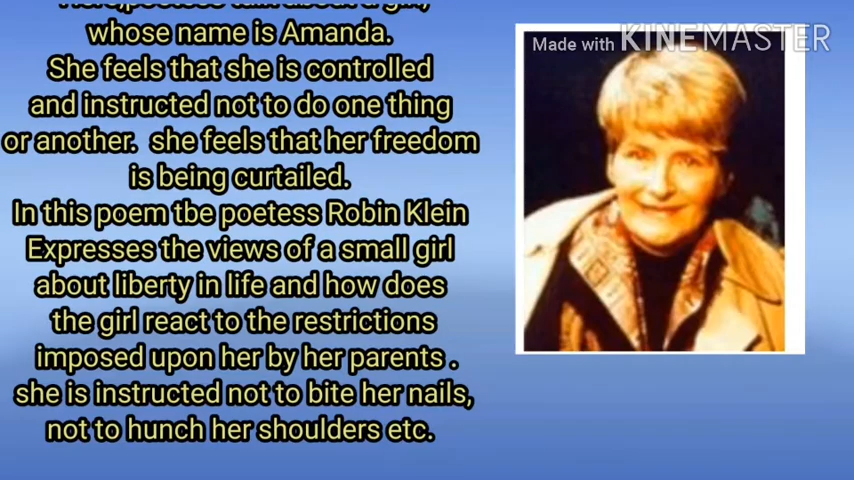 whose name is Amanda.
She feels that she is controlled
and instructed not to do one thing
or another. she feels that her freedom
is being curtailed.
In this poem tbe poetess Robin Klein
Expresses the views of a small girl
about liberty in life and how does
the girl react to the restrictions
imposed upon her by her parents .
she is instructed not to bite her nails,
not to hunch her shoulders etc.
Made with KINEMASTER